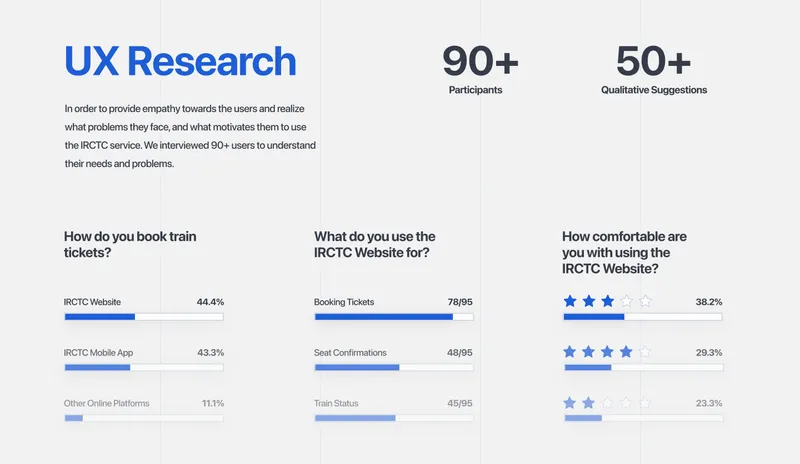 UX Research
In order to provide empathy towards the users and realize
what problems they face, and what motivates them to use
the IRCTC service. We interviewed 90+ users to understand
their needs and problems.
90+
Participants
50+
Qualitative Suggestions
How do you book train
tickets?
IRCTC Website 44.4%
IRCTC Mobile App 43.3%
Other Online Platforms 11.1%
What do you use the
IRCTC Website for?
Booking Tickets 78/95
Seat Confirmations 48/95
Train Status 45/95
How comfortable are
you with using the
IRCTC Website?
38.2%
29.3%
23.3%